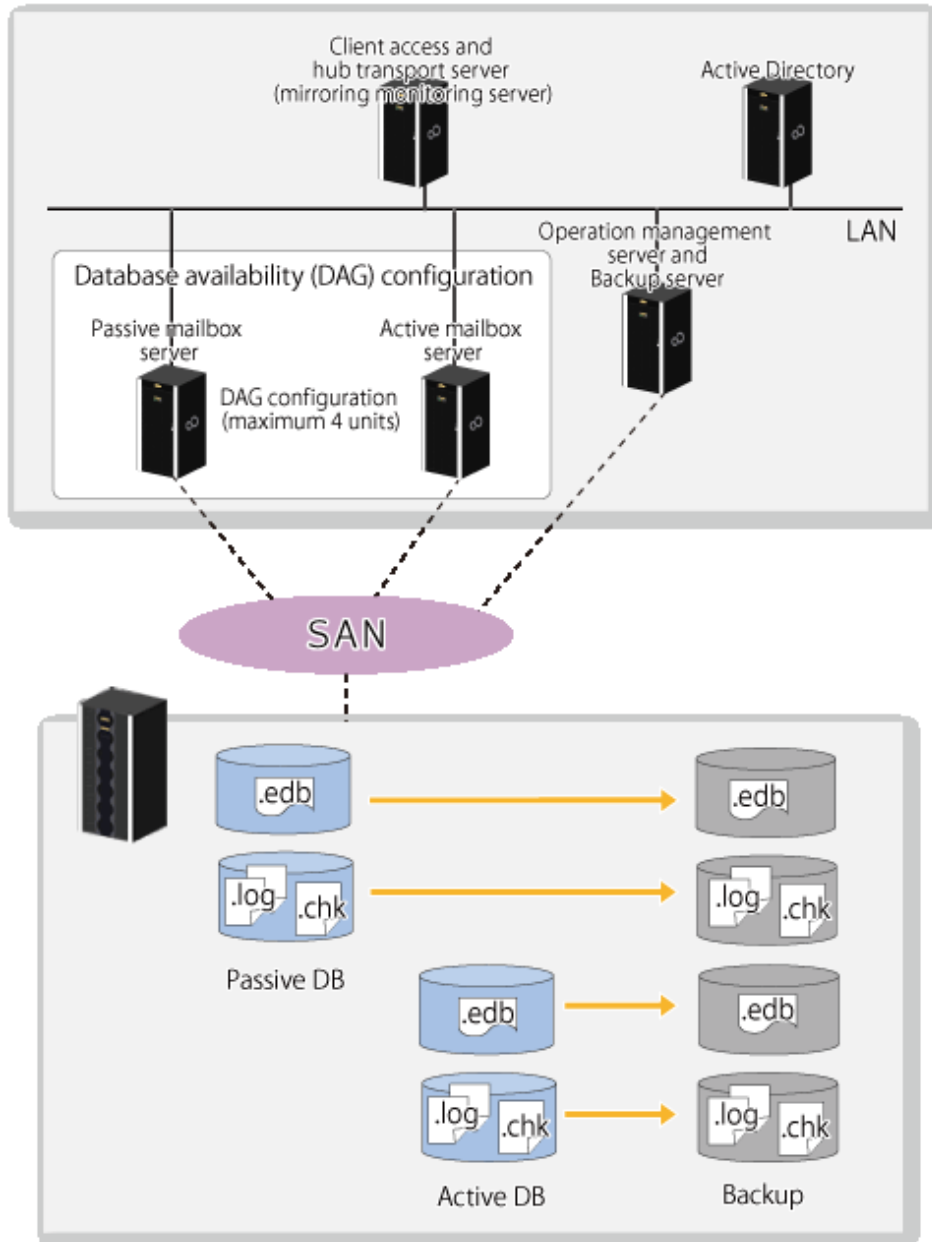 Client access and
hub transport server
(mirroring monitoring server)
Active Directory
LAN
Operation management
server and
Backup server
Database availability (DAG) configuration
Passive mailbox
server
Active mailbox
server
DAG configuration
(maximum 4 units)
SAN
.edb
.edb
.log
.chk
.log
.chk
Passive DB
.edb
.edb
.log
.chk
.log
.chk
Active DB
Backup